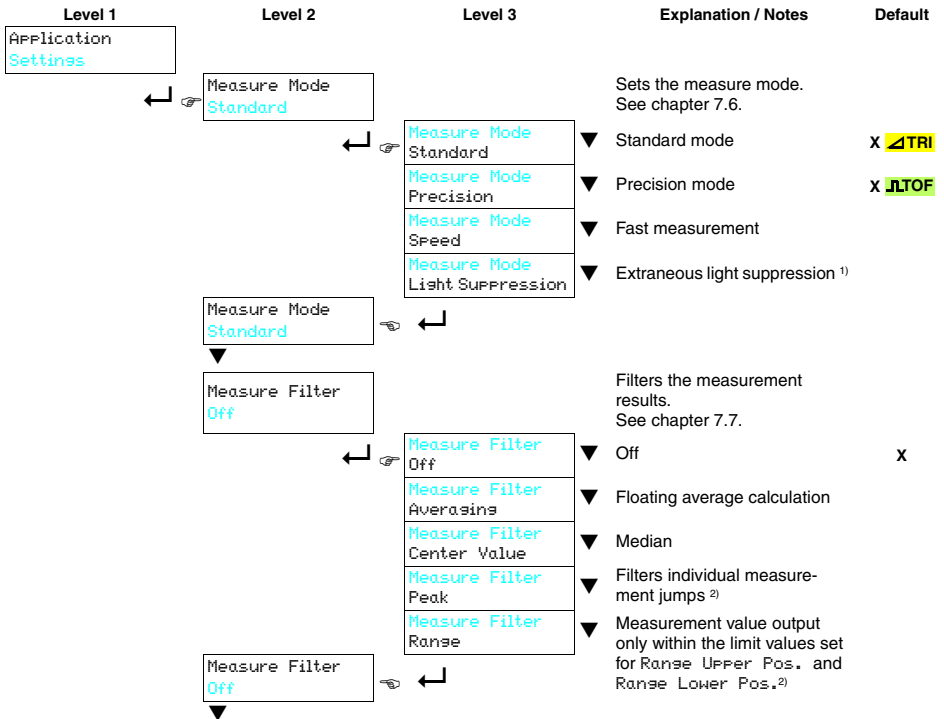 Level 1 Level 2 Level 3 Explanation / Notes Default
Application
Settings
Measure Mode
Standard
Sets the measure mode.
See chapter 7.6.
Measure Mode
Standard
Standard mode
X TRI
Measure Mode
Precision
Precision mode
X TOF
Measure Mode
Speed
Fast measurement
Measure Mode
Light Suppression
Extraneous light suppression 1)
Measure Mode
Standard
Measure Filter
Off
Filters the measurement
results.
See chapter 7.7.
Measure Filter
Off
Off
X
Measure Filter
Averaging
Floating average calculation
Measure Filter
Center Value
Median
Measure Filter
Peak
Filters individual measure-
ment jumps 2)
Measure Filter
Range
Measurement value output
only within the limit values set
for Range Upper Pos. and
Range Lower Pos.2)
Measure Filter
Off